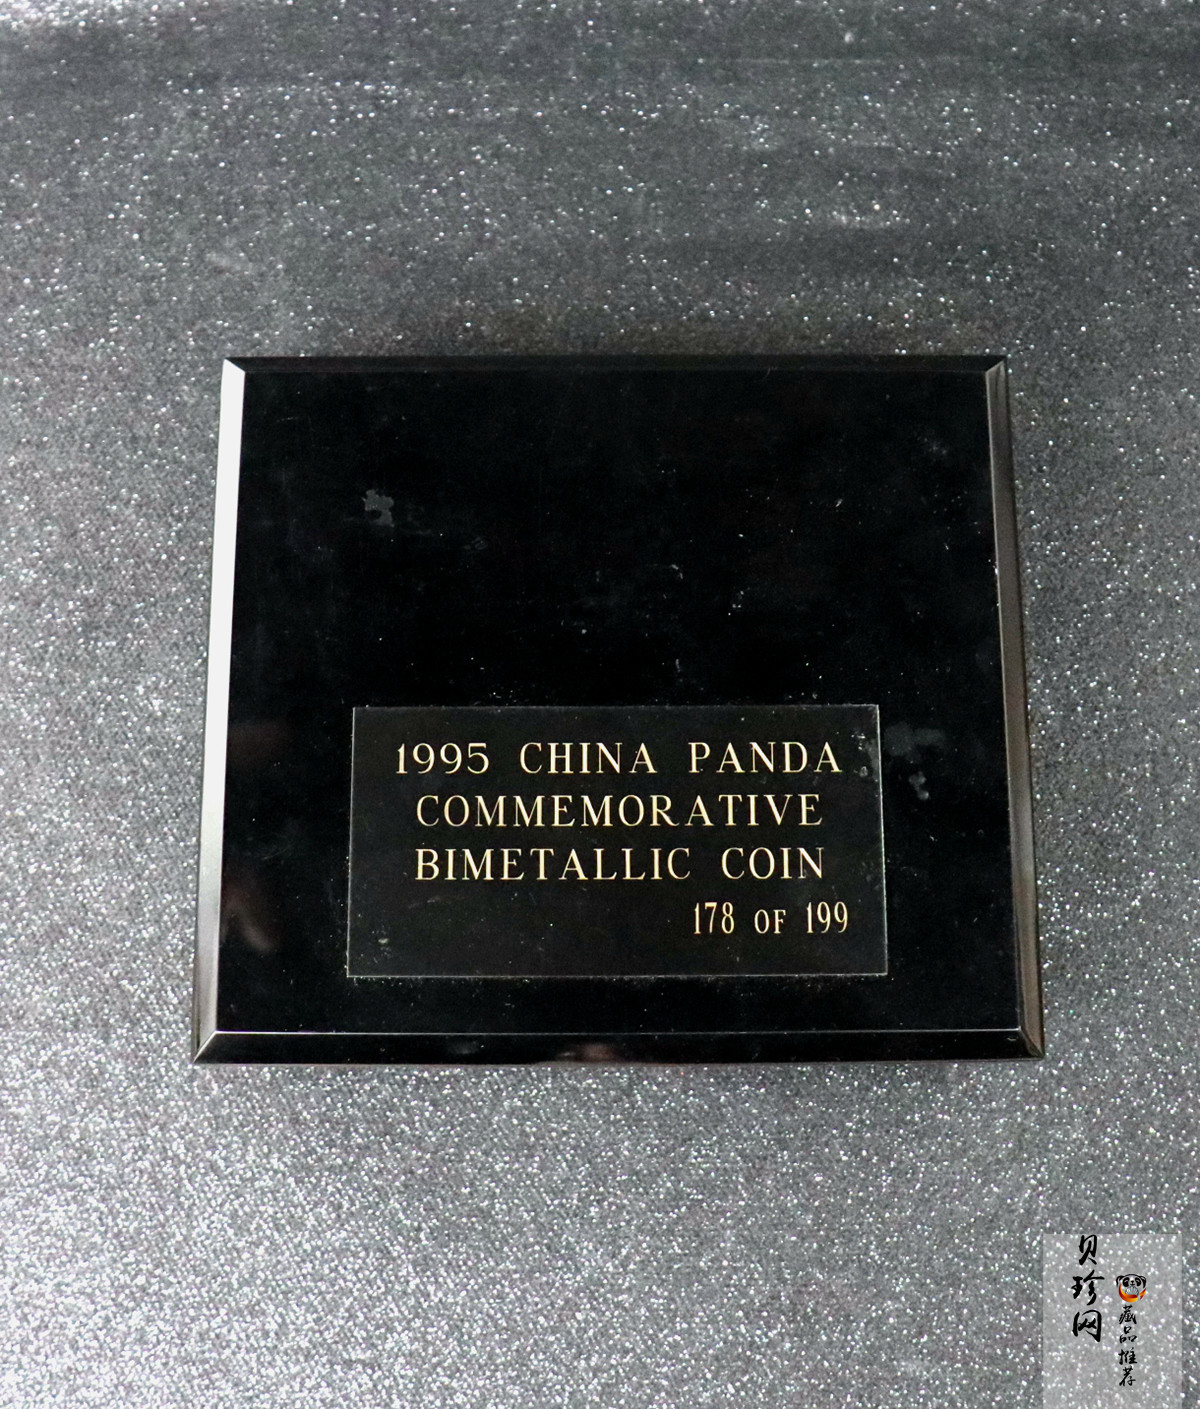 1995 CHINA PANDA
COMMEMORATIVE
BIMETALLIC COIN
178 OF 199
贝珍网
藏品推荐